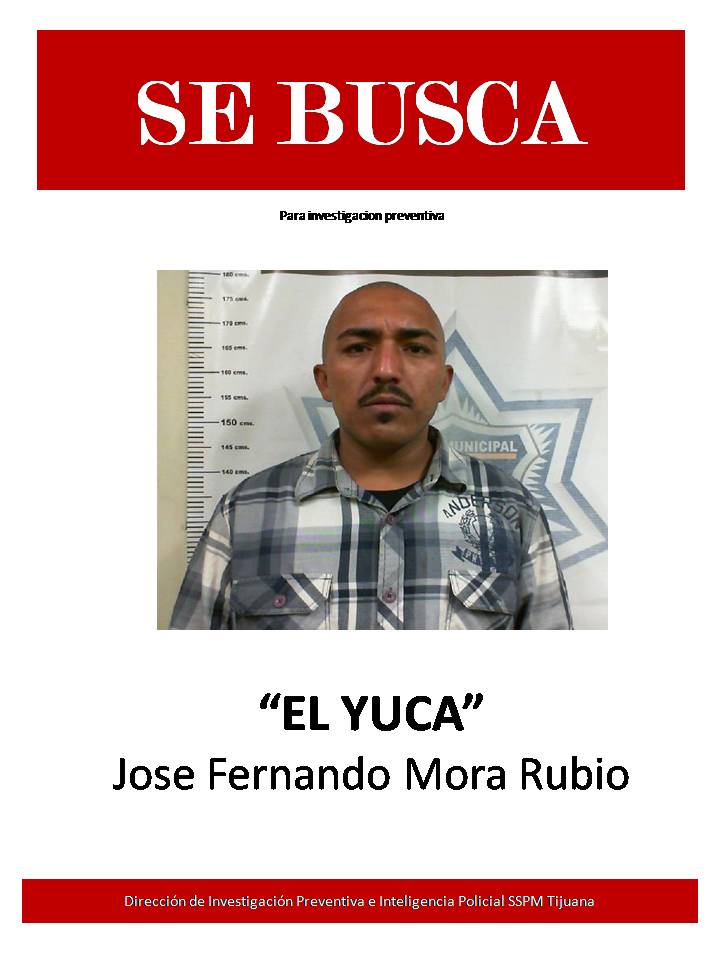 SE BUSCA
Para investigacion preventiva
180 cms.
175 cms.
170 cms.
165 cms.
160 cms.
155 cms.
150 cms.
145 cms.
140 cms.
MUNICIPAL
ANDERSON
“EL YUCA”
Jose Fernando Mora Rubio
Dirección de Investigación Preventiva e Inteligencia Policial SSPM Tijuana